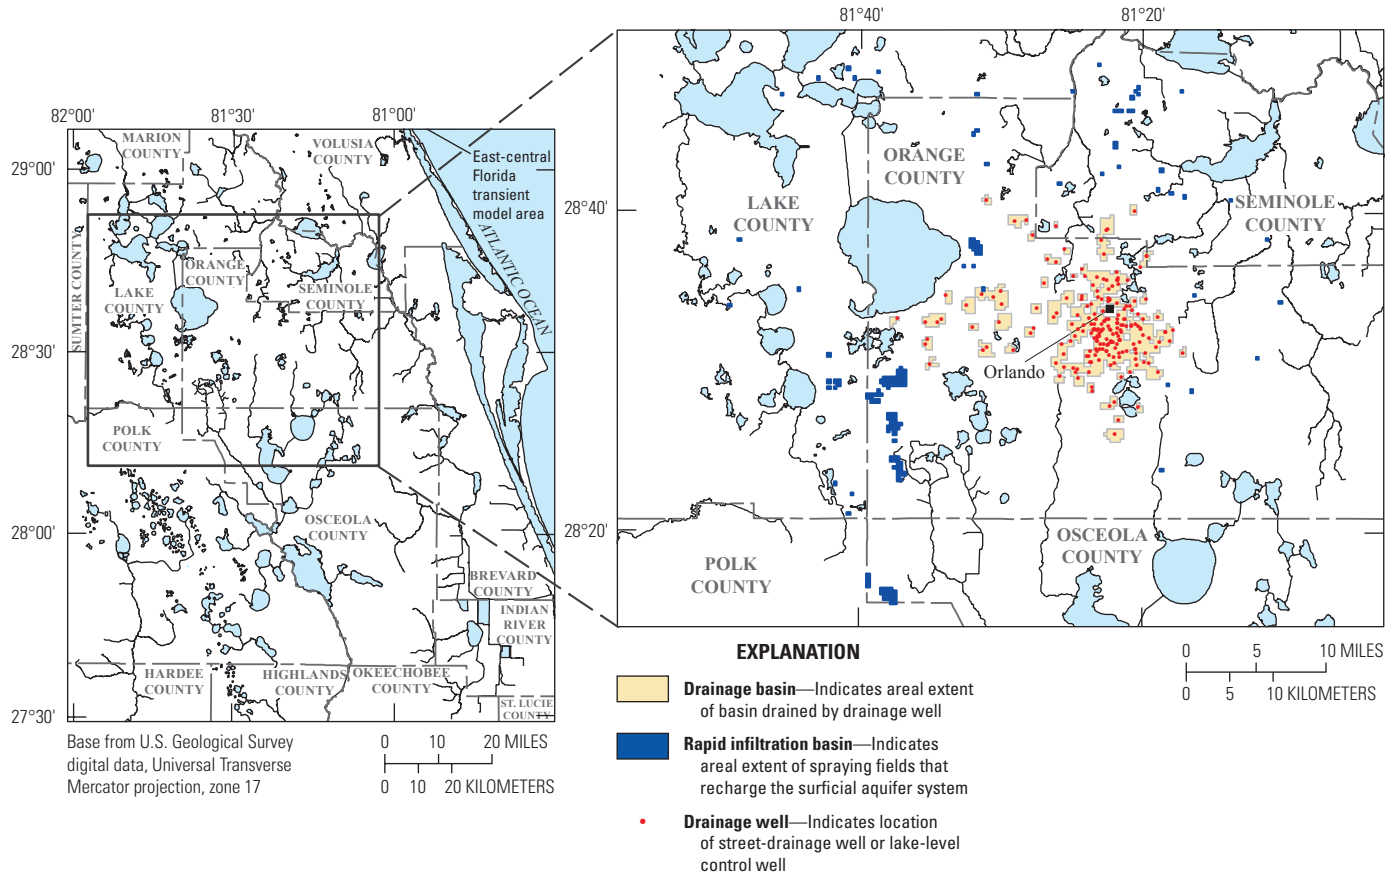 82°00'
81°30'
81°00'
29°00'
28°30'
28°00'
27°30'
MARION
COUNTY
VOLUSIA
COUNTY
East-central
Florida
transient
model area
ATLANTIC OCEAN
SUMTER COUNTY
ORANGE
COUNTY
LAKE
COUNTY
SEMINOLE
COUNTY
POLK
COUNTY
OSCEOLA
COUNTY
BREVARD
COUNTY
INDIAN
RIVER
COUNTY
HARDEE
COUNTY
HIGHLANDS
COUNTY
OKEECHOBEE
COUNTY
ST. LUCIE
COUNTY
Base from U.S. Geological Survey
digital data, Universal Transverse
Mercator projection, zone 17
0 10 20 MILES
0 10 20 KILOMETERS
81°40'
81°20'
28°40'
28°20'
ORANGE
COUNTY
LAKE
COUNTY
SEMINOLE
COUNTY
Orlando
OSCEOLA
COUNTY
POLK
COUNTY
0 5 10 MILES
0 5 10 KILOMETERS
EXPLANATION
Drainage basin—Indicates areal extent
of basin drained by drainage well
Rapid infiltration basin—Indicates
areal extent of spraying fields that
recharge the surficial aquifer system
Drainage well—Indicates location
of street-drainage well or lake-level
control well